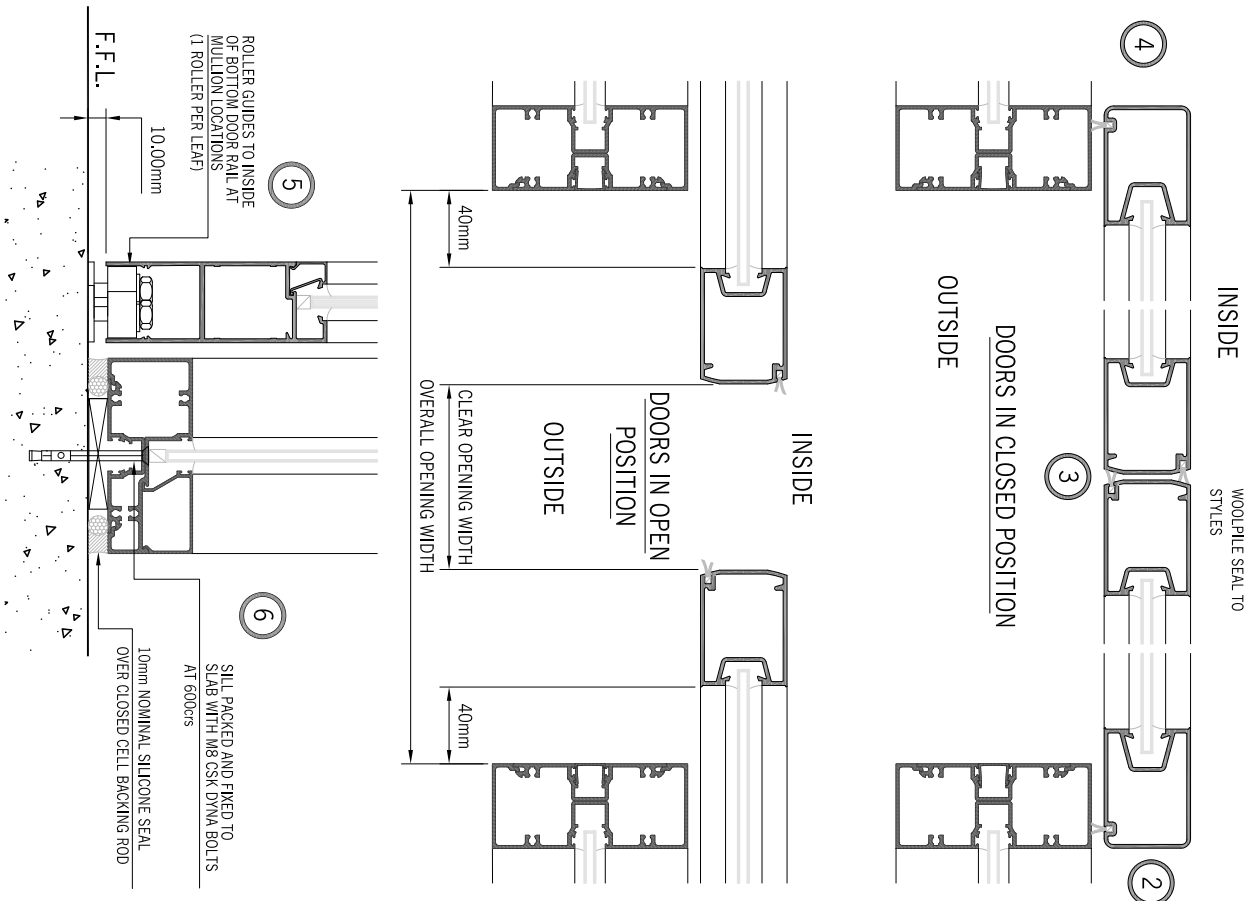 4
INSIDE
WOOLPILE SEAL TO
STYLES
2
3
DOORS IN CLOSED POSITION
OUTSIDE
INSIDE
DOORS IN OPEN
POSITION
OUTSIDE
40mm
CLEAR OPENING WIDTH
40mm
OVERALL OPENING WIDTH
5
ROLLER GUIDES TO INSIDE
OF BOTTOM DOOR RAIL AT
MULLION LOCATIONS
(1 ROLLER PER LEAF)
10.00mm
F.F.L.
6
SILL PACKED AND FIXED TO
SLAB WITH M8 CSK DYNA BOLTS
AT 600crs
10mm NOMINAL SILICONE SEAL
OVER CLOSED CELL BACKING ROD